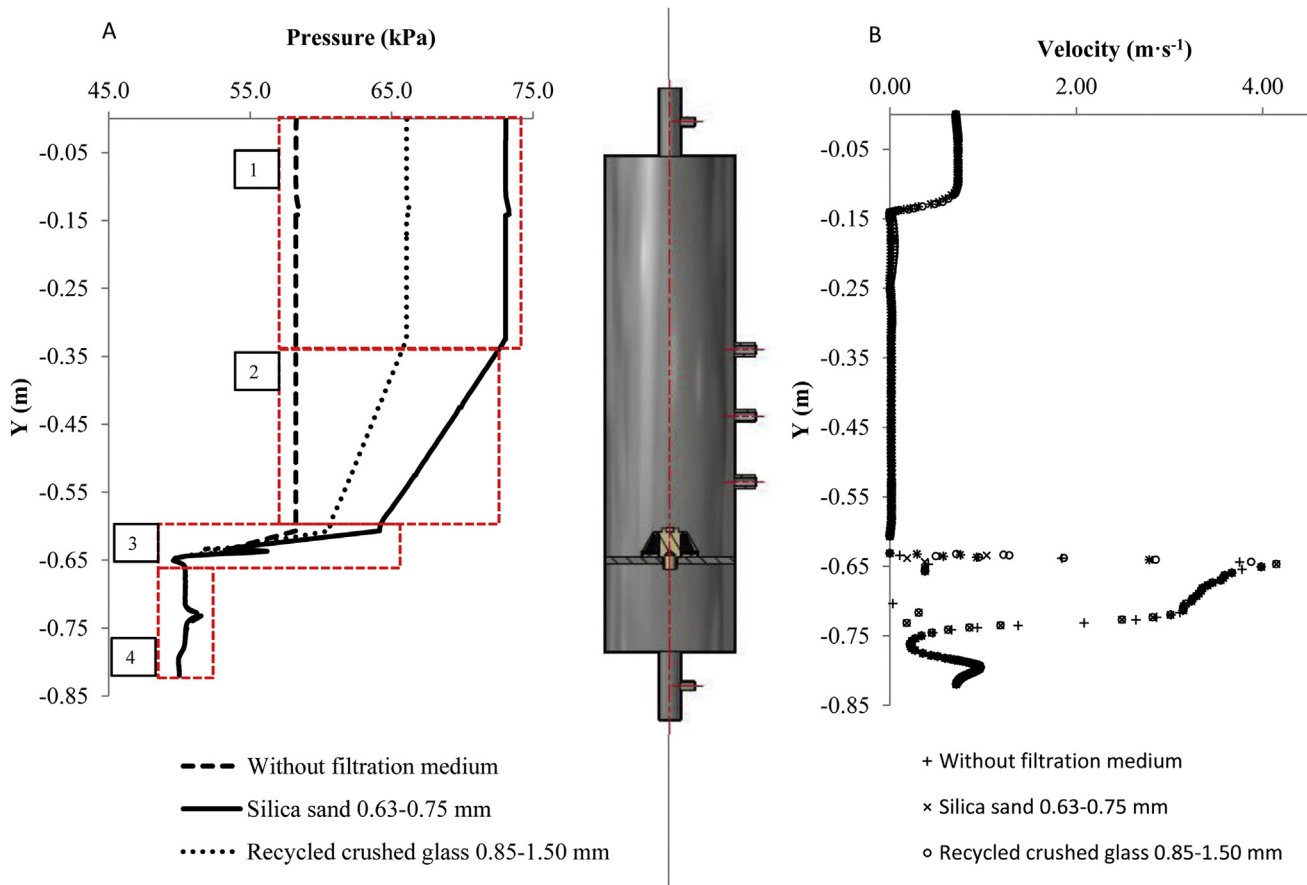 A
Pressure (kPa)
45.0 55.0 65.0 75.0
-0.05
-0.15
-0.25
-0.35
-0.45
-0.55
-0.65
-0.75
-0.85
Y (m)
1
2
3
4
Without filtration medium
Silica sand 0.63-0.75 mm
Recycled crushed glass 0.85-1.50 mm
B
Velocity (m·s⁻¹)
0.00 2.00 4.00
-0.05
-0.15
-0.25
-0.35
-0.45
-0.55
-0.65
-0.75
-0.85
Y (m)
Without filtration medium
Silica sand 0.63-0.75 mm
Recycled crushed glass 0.85-1.50 mm